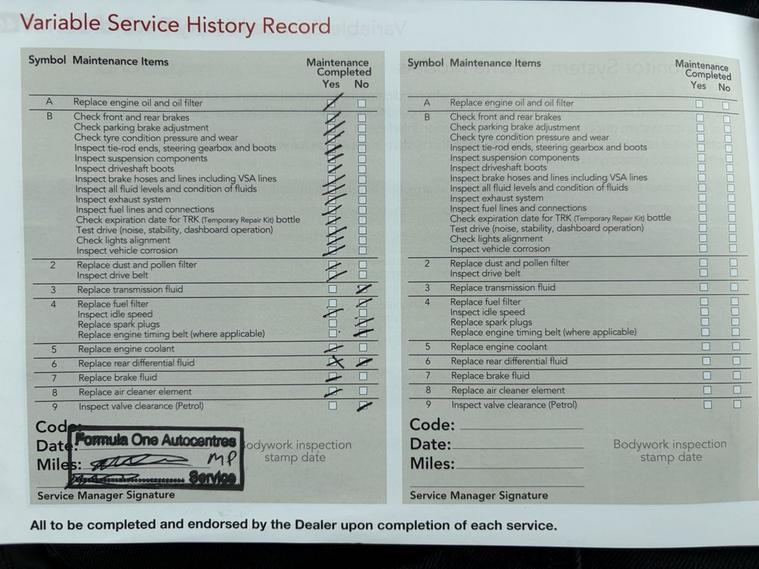 Variable Service History Record
Symbol Maintenance Items Maintenance Completed
Yes No
A Replace engine oil and oil filter
B Check front and rear brakes
Check parking brake adjustment
Check tyre condition pressure and wear
Inspect tie-rod ends, steering gearbox and boots
Inspect suspension components
Inspect driveshaft boots
Inspect brake hoses and lines including VSA lines
Inspect all fluid levels and condition of fluids
Inspect exhaust system
Inspect fuel lines and connections
Check expiration date for TRK (Temporary Repair Kit) bottle
Test drive (noise, stability, dashboard operation)
Check lights alignment
Inspect vehicle corrosion
2 Replace dust and pollen filter
Inspect drive belt
3 Replace transmission fluid
4 Replace fuel filter
Inspect idle speed
Replace spark plugs
Replace engine timing belt (where applicable)
5 Replace engine coolant
6 Replace rear differential fluid
7 Replace brake fluid
8 Replace air cleaner element
9 Inspect valve clearance (Petrol)
Code:
Date:
Miles:
Formula One Autocentres
MP
Service
bodywork inspection
stamp date
Service Manager Signature
Symbol Maintenance Items Maintenance Completed
Yes No
A Replace engine oil and oil filter
B Check front and rear brakes
Check parking brake adjustment
Check tyre condition pressure and wear
Inspect tie-rod ends, steering gearbox and boots
Inspect suspension components
Inspect driveshaft boots
Inspect brake hoses and lines including VSA lines
Inspect all fluid levels and condition of fluids
Inspect exhaust system
Inspect fuel lines and connections
Check expiration date for TRK (Temporary Repair Kit) bottle
Test drive (noise, stability, dashboard operation)
Check lights alignment
Inspect vehicle corrosion
2 Replace dust and pollen filter
Inspect drive belt
3 Replace transmission fluid
4 Replace fuel filter
Inspect idle speed
Replace spark plugs
Replace engine timing belt (where applicable)
5 Replace engine coolant
6 Replace rear differential fluid
7 Replace brake fluid
8 Replace air cleaner element
9 Inspect valve clearance (Petrol)
Code:
Date:
Miles:
Bodywork inspection
stamp date
Service Manager Signature
All to be completed and endorsed by the Dealer upon completion of each service.